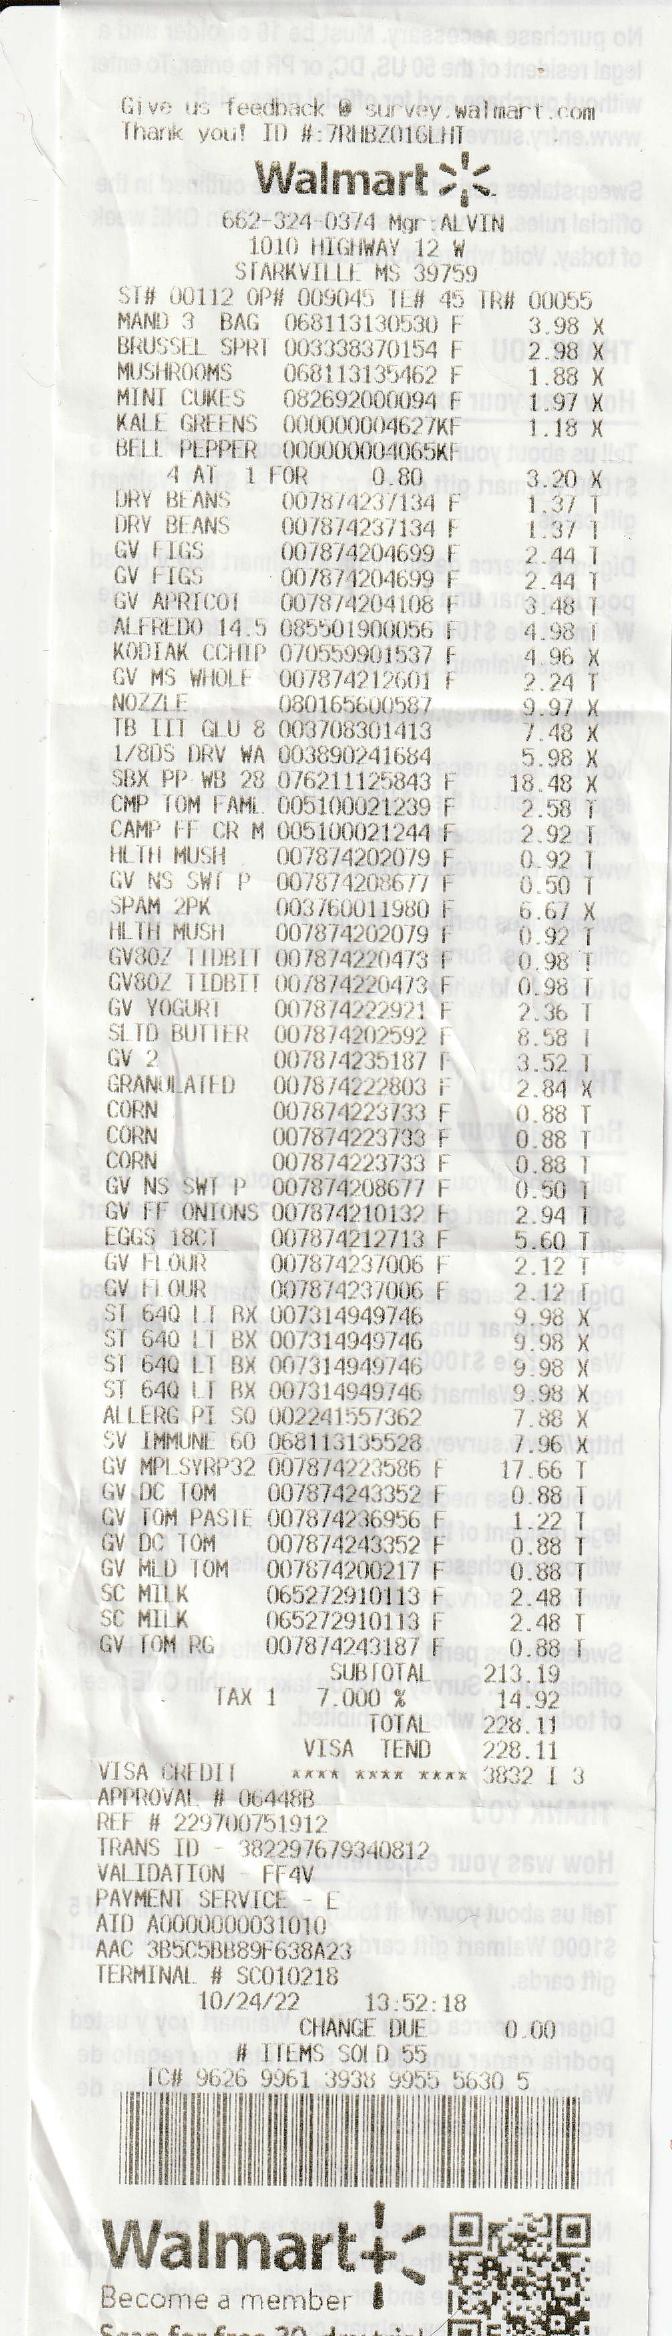 Give us feedback @ survey.walmart.com
Thank you! ID #:7RHBZ01GLHT
Walmart
662-324-0374 Mgr:ALVIN
1010 HIGHWAY 12 W
STARKVILLE MS 39759
ST# 00112 OP# 009045 TE# 45 TR# 00055
MAND 3 BAG 068113130530 F 3.98 X
BRUSSEL SPRT 003338370154 F 2.98 X
MUSHROOMS 068113135462 F 1.88 X
MINI CUKES 082692000094 F 1.97 X
KALE GREENS 000000004627KF 1.18 X
BELL PEPPER 000000004065KF
4 AT 1 FOR 0.80 3.20 X
DRY BEANS 007874237134 F 1.37 T
DRY BEANS 007874237134 F 1.37 T
GV FIGS 007874204699 F 2.44 T
GV FIGS 007874204699 F 2.44 T
GV APRICOT 007874204108 F 3.48 T
ALFREDO 14.5 085501900056 F 4.98 T
KODIAK CCHIP 070559901537 F 4.96 X
GV MS WHOLE 007874212601 F 2.24 T
NOZZLE 080165600587 9.97 X
TB III GLU 8 003708301413 7.48 X
1/8DS DRV WA 003890241684 5.98 X
SBX PP WB 28 076211125843 F 18.48 X
CMP TOM FAML 005100021239 F 2.58 T
CAMP FF CR M 005100021244 F 2.92 T
HLTH MUSH 007874202079 F 0.92 T
GV NS SWT P 007874208677 F 0.50 T
SPAM 2PK 003760011980 F 6.67 X
HLTH MUSH 007874202079 F 0.92 T
GV8OZ TIDBIT 007874220473 F 0.98 T
GV8OZ TIDBIT 007874220473 F 0.98 T
GV YOGURT 007874222921 F 2.36 T
SLTD BUTTER 007874202592 F 8.58 T
GV 2 007874235187 F 3.52 T
GRANULATED 007874222803 F 2.84 X
CORN 007874223733 F 0.88 T
CORN 007874223733 F 0.88 T
CORN 007874223733 F 0.88 T
GV NS SWT P 007874208677 F 0.50 T
GV FF ONIONS 007874210132 F 2.94 T
EGGS 18CT 007874212713 F 5.60 T
GV FLOUR 007874237006 F 2.12 T
GV FLOUR 007874237006 F 2.12 T
ST 64Q LT BX 007314949746 9.98 X
ST 64Q LT BX 007314949746 9.98 X
ST 64Q LT BX 007314949746 9.98 X
ST 64Q LT BX 007314949746 9.98 X
ALLERG PT SO 002241557362 7.88 X
SV IMMUNE 60 068113135528 7.96 X
GV MPLSYRP32 007874223586 F 17.66 T
GV DC TOM 007874243352 F 0.88 T
GV TOM PASTE 007874236956 F 1.22 T
GV DC TOM 007874243352 F 0.88 T
GV MLD TOM 007874200217 F 0.88 T
SC MILK 065272910113 F 2.48 T
SC MILK 065272910113 F 2.48 T
GV TOM RG 007874243187 F 0.88 T
SUBTOTAL 213.19
TAX 1 7.000 % 14.92
TOTAL 228.11
VISA TEND 228.11
VISA CREDIT **** **** **** 3832 I 3
APPROVAL # 06448B
REF # 229700751912
TRANS ID - 382297679340812
VALIDATION - FF4V
PAYMENT SERVICE - E
AID A0000000031010
AAC 3B5C5BB89F638A23
TERMINAL # SC010218
10/24/22 13:52:18
CHANGE DUE 0.00
# ITEMS SOLD 55
TC# 9626 9961 3938 9955 5630 5
Walmart+
Become a member